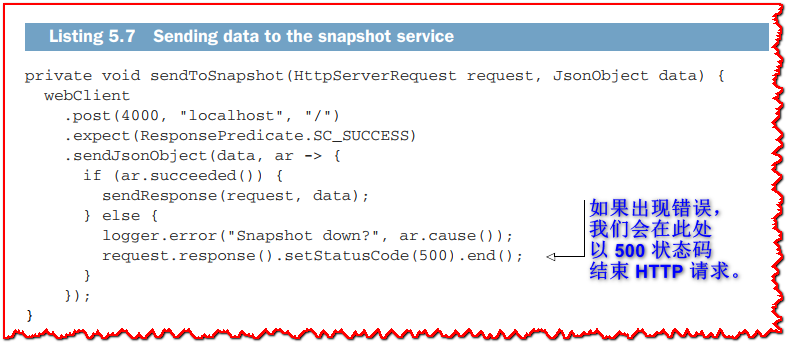 Listing 5.7 Sending data to the snapshot service
private void sendToSnapshot(HttpServerRequest request, JsonObject data) {
  webClient
    .post(4000, "localhost", "/")
    .expect(ResponsePredicate.SC_SUCCESS)
    .sendJsonObject(data, ar -> {
      if (ar.succeeded()) {
        sendResponse(request, data);
      } else {
        logger.error("Snapshot down?", ar.cause());
        request.response().setStatusCode(500).end();
      }
    });
}
如果出现错误，
我们会在此处
以 500 状态码
结束 HTTP 请求。